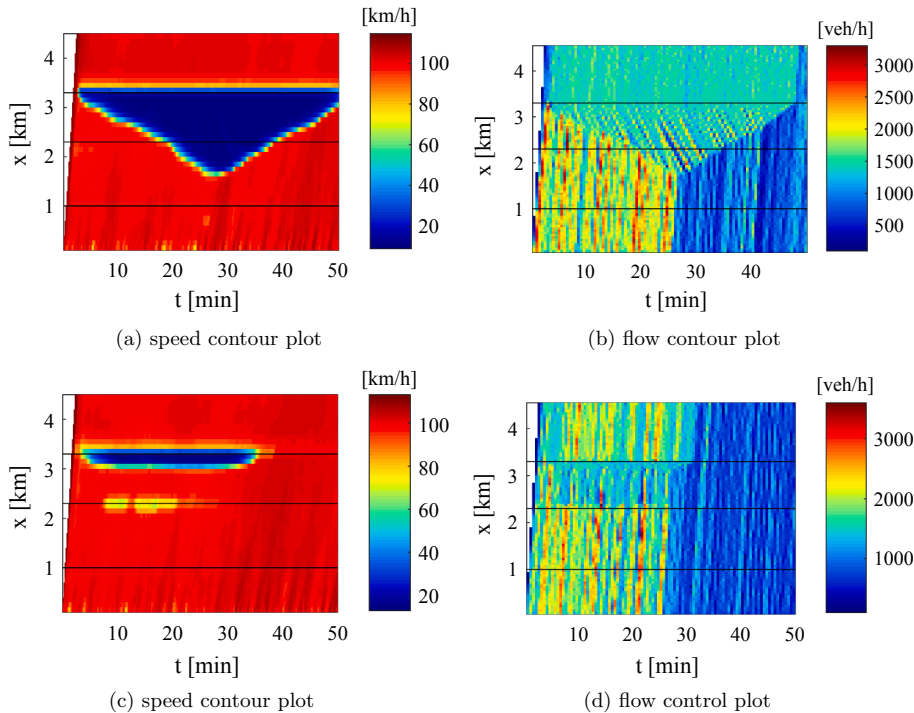 [km/h]
x [km]
4
3
2
1
10 20 30 40 50
t [min]
100
80
60
40
20
(a) speed contour plot
[veh/h]
x [km]
4
3
2
1
10 20 30 40
t [min]
3000
2500
2000
1500
1000
500
(b) flow contour plot
[km/h]
x [km]
4
3
2
1
10 20 30 40 50
t [min]
100
80
60
40
20
(c) speed contour plot
[veh/h]
x [km]
4
3
2
1
10 20 30 40 50
t [min]
3000
2000
1000
(d) flow control plot